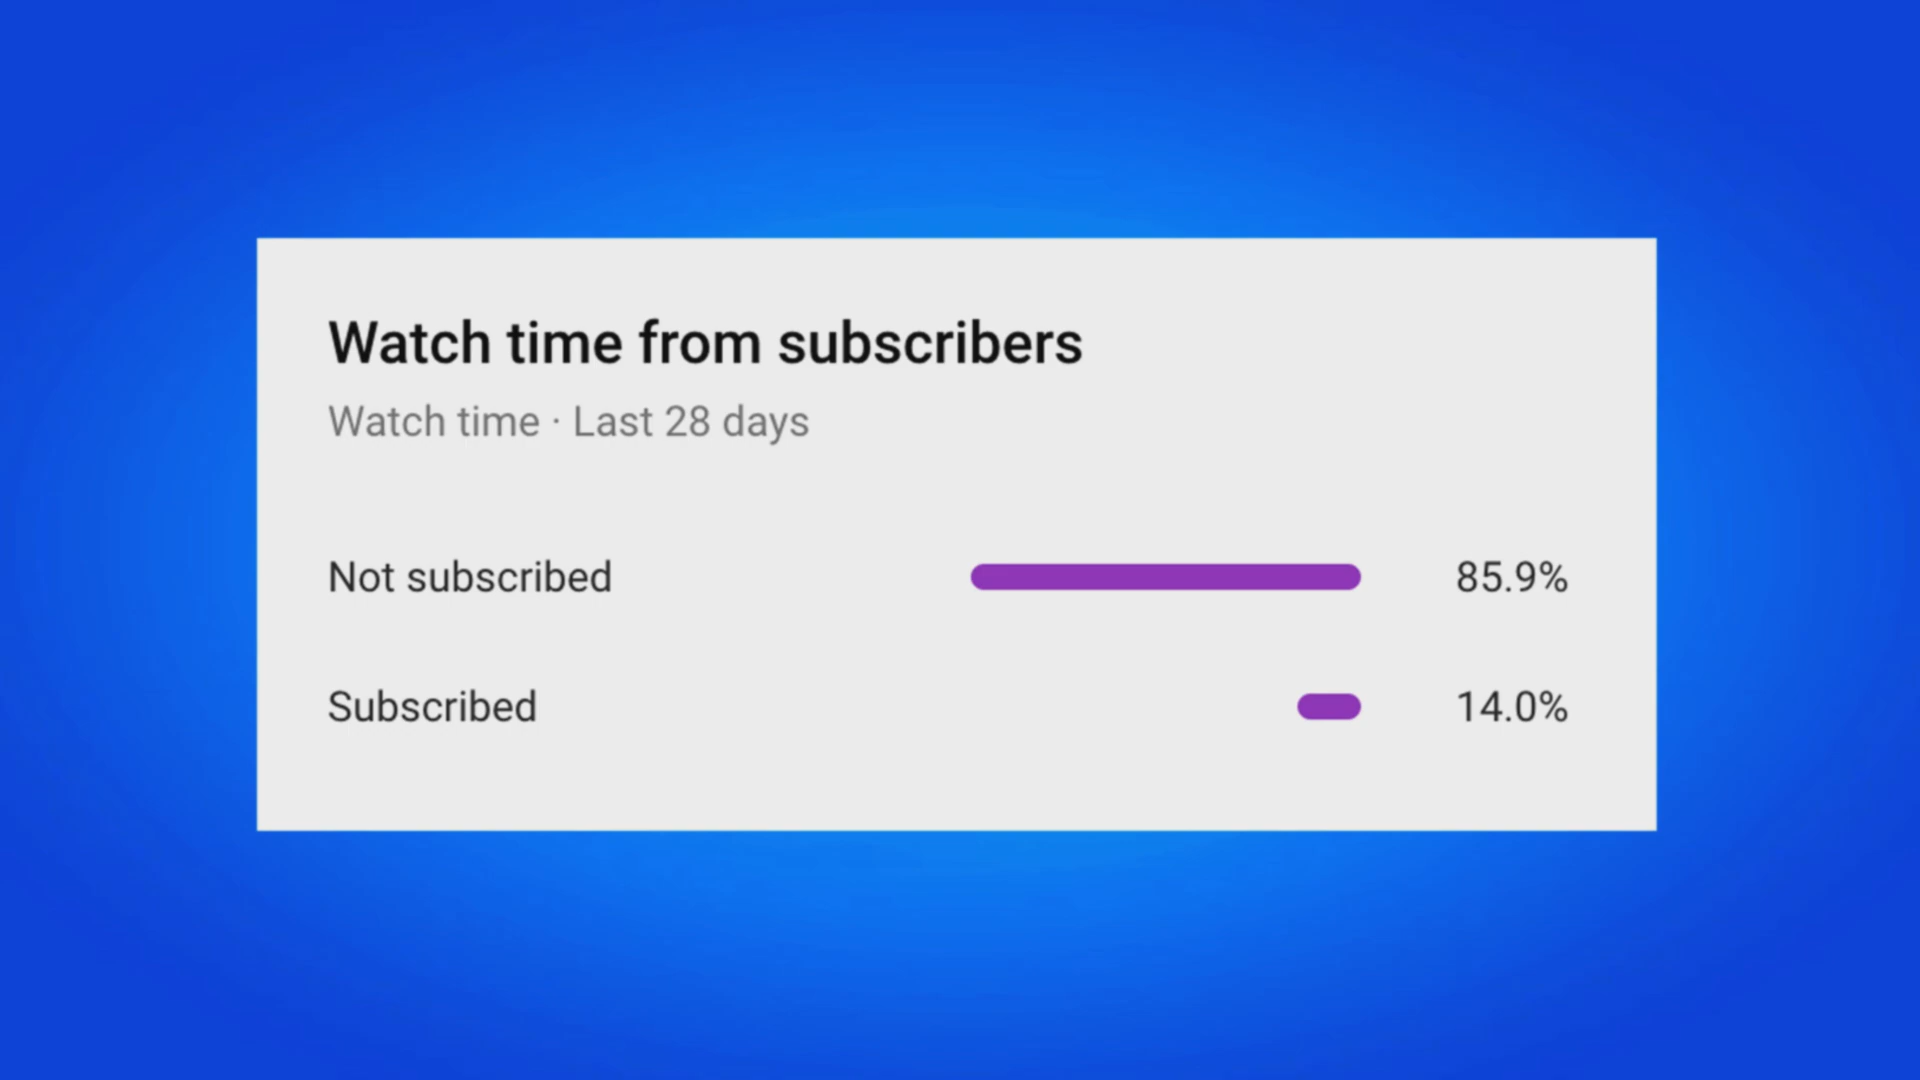 Watch time from subscribers
Watch time · Last 28 days
Not subscribed 85.9%
Subscribed 14.0%